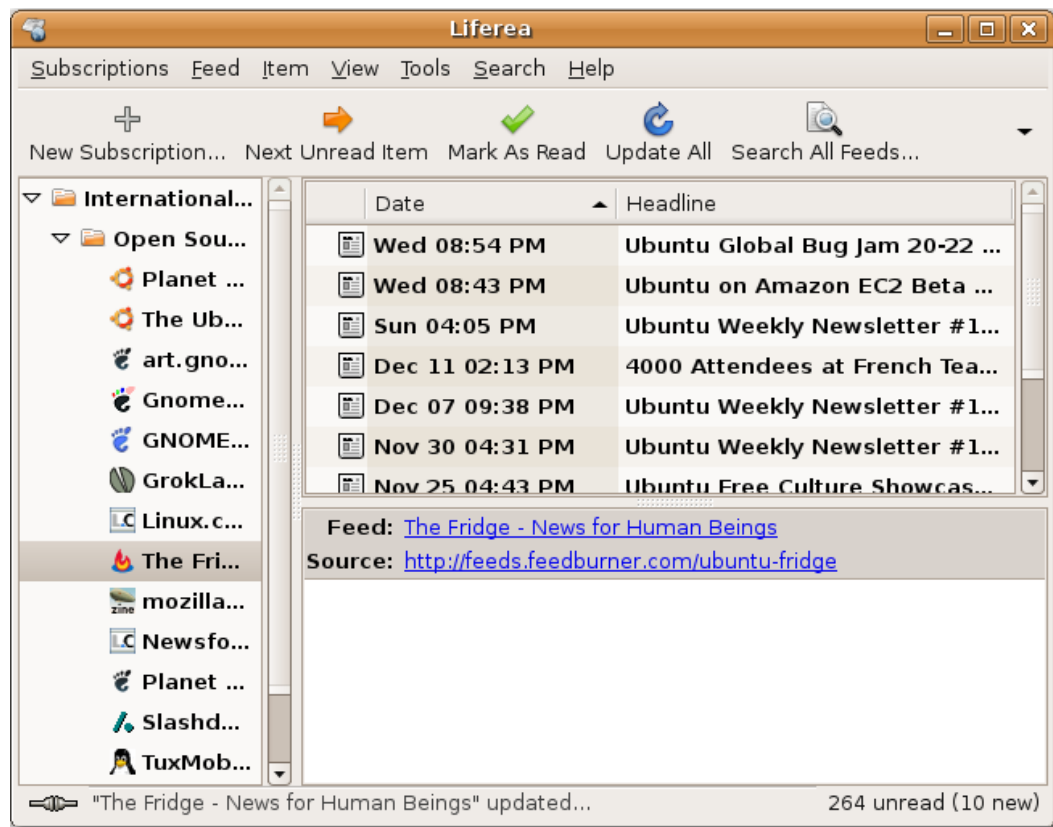 Liferea
Subscriptions Feed Item View Tools Search Help
New Subscription... Next Unread Item Mark As Read Update All Search All Feeds...
International...
Open Sou...
Planet ...
The Ub...
art.gno...
Gnome...
GNOME...
GrokLa...
LC Linux.c...
The Fri...
zine mozilla...
LC Newsfo...
Planet ...
Slashd...
TuxMob...
Date Headline
Wed 08:54 PM Ubuntu Global Bug Jam 20-22 ...
Wed 08:43 PM Ubuntu on Amazon EC2 Beta ...
Sun 04:05 PM Ubuntu Weekly Newsletter #1...
Dec 11 02:13 PM 4000 Attendees at French Tea...
Dec 07 09:38 PM Ubuntu Weekly Newsletter #1...
Nov 30 04:31 PM Ubuntu Weekly Newsletter #1...
Nov 25 04:43 PM Ubuntu Free Culture Showcas...
Feed: The Fridge - News for Human Beings
Source: http://feeds.feedburner.com/ubuntu-fridge
"The Fridge - News for Human Beings" updated... 264 unread (10 new)